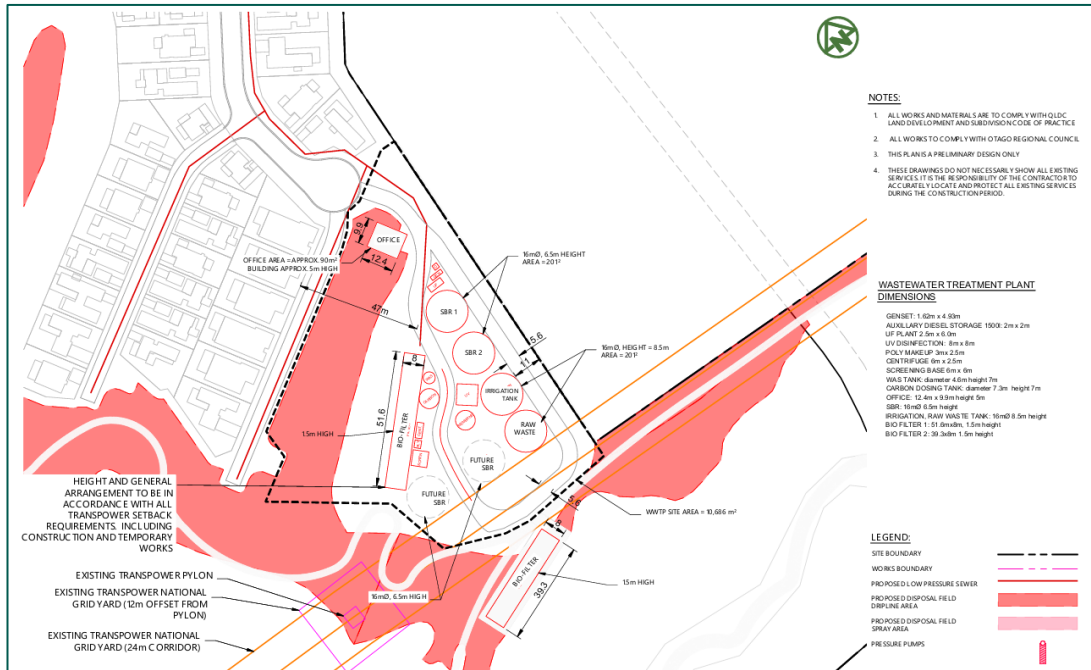 NOTES:
1. ALL WORKS AND MATERIALS ARE TO COMPLY WITH QLDC
LAND DEVELOPMENT AND SUBDIVISION CODE OF PRACTICE
2. ALL WORKS TO COMPLY WITH OTAGO REGIONAL COUNCIL
3. THIS PLAN IS A PRELIMINARY DESIGN ONLY
4. THESE DRAWINGS DO NOT NECESSARILY SHOW ALL EXISTING
SERVICES. IT IS THE RESPONSIBILITY OF THE CONTRACTOR TO
ACCURATELY LOCATE AND PROTECT ALL EXISTING SERVICES
DURING THE CONSTRUCTION PERIOD.
9.9
OFFICE
12.4
OFFICE AREA = APPROX. 90m²
BUILDING APPROX. 5m HIGH
16mØ, 6.5m HEIGHT
AREA = 201²
47m
SBR 1
SBR 2
5.6
11
16mØ, HEIGHT = 8.5m
AREA = 201²
IRRIGATION
TANK
RAW
WASTE
8
51.6
BIO-FILTER
1.5m HIGH
FUTURE
SBR
FUTURE
SBR
5.6
WWTP SITE AREA = 10,686 m²
8
BIO-FILTER
39.3
1.5m HIGH
16mØ, 6.5m HIGH
HEIGHT AND GENERAL
ARRANGEMENT TO BE IN
ACCORDANCE WITH ALL
TRANSPOWER SETBACK
REQUIREMENTS INCLUDING
CONSTRUCTION AND TEMPORARY
WORKS
EXISTING TRANSPOWER PYLON
EXISTING TRANSPOWER NATIONAL
GRID YARD (12m OFFSET FROM
PYLON)
EXISTING TRANSPOWER NATIONAL
GRID YARD (24m CORRIDOR)
WASTEWATER TREATMENT PLANT
DIMENSIONS
GENSET: 1.62m x 4.93m
AUXILLARY DIESEL STORAGE 1500l: 2m x 2m
UF PLANT 2.5m x 6.0m
UV DISINFECTION: 8m x 8m
POLY MAKEUP 3m x 2.5m
CENTRIFUGE 6m x 2.5m
SCREENING BASE 6m x 6m
WAS TANK: diameter 4.6m height 7m
CARBON DOSING TANK: diameter 7.3m height 7m
OFFICE: 12.4m x 9.9m height 5m
SBR: 16mØ 6.5m height
IRRIGATION, RAW WASTE TANK: 16mØ 8.5m height
BIO FILTER 1: 51.6mx8m, 1.5m height
BIO FILTER 2: 39.3x8m 1.5m height
LEGEND:
SITE BOUNDARY
WORKS BOUNDARY
PROPOSED LOW PRESSURE SEWER
PROPOSED DISPOSAL FIELD
DRIPLINE AREA
PROPOSED DISPOSAL FIELD
SPRAY AREA
PRESSURE PUMPS